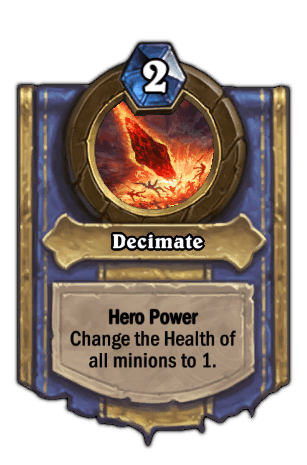 2
Decimate
Hero Power
Change the Health of
all minions to 1.